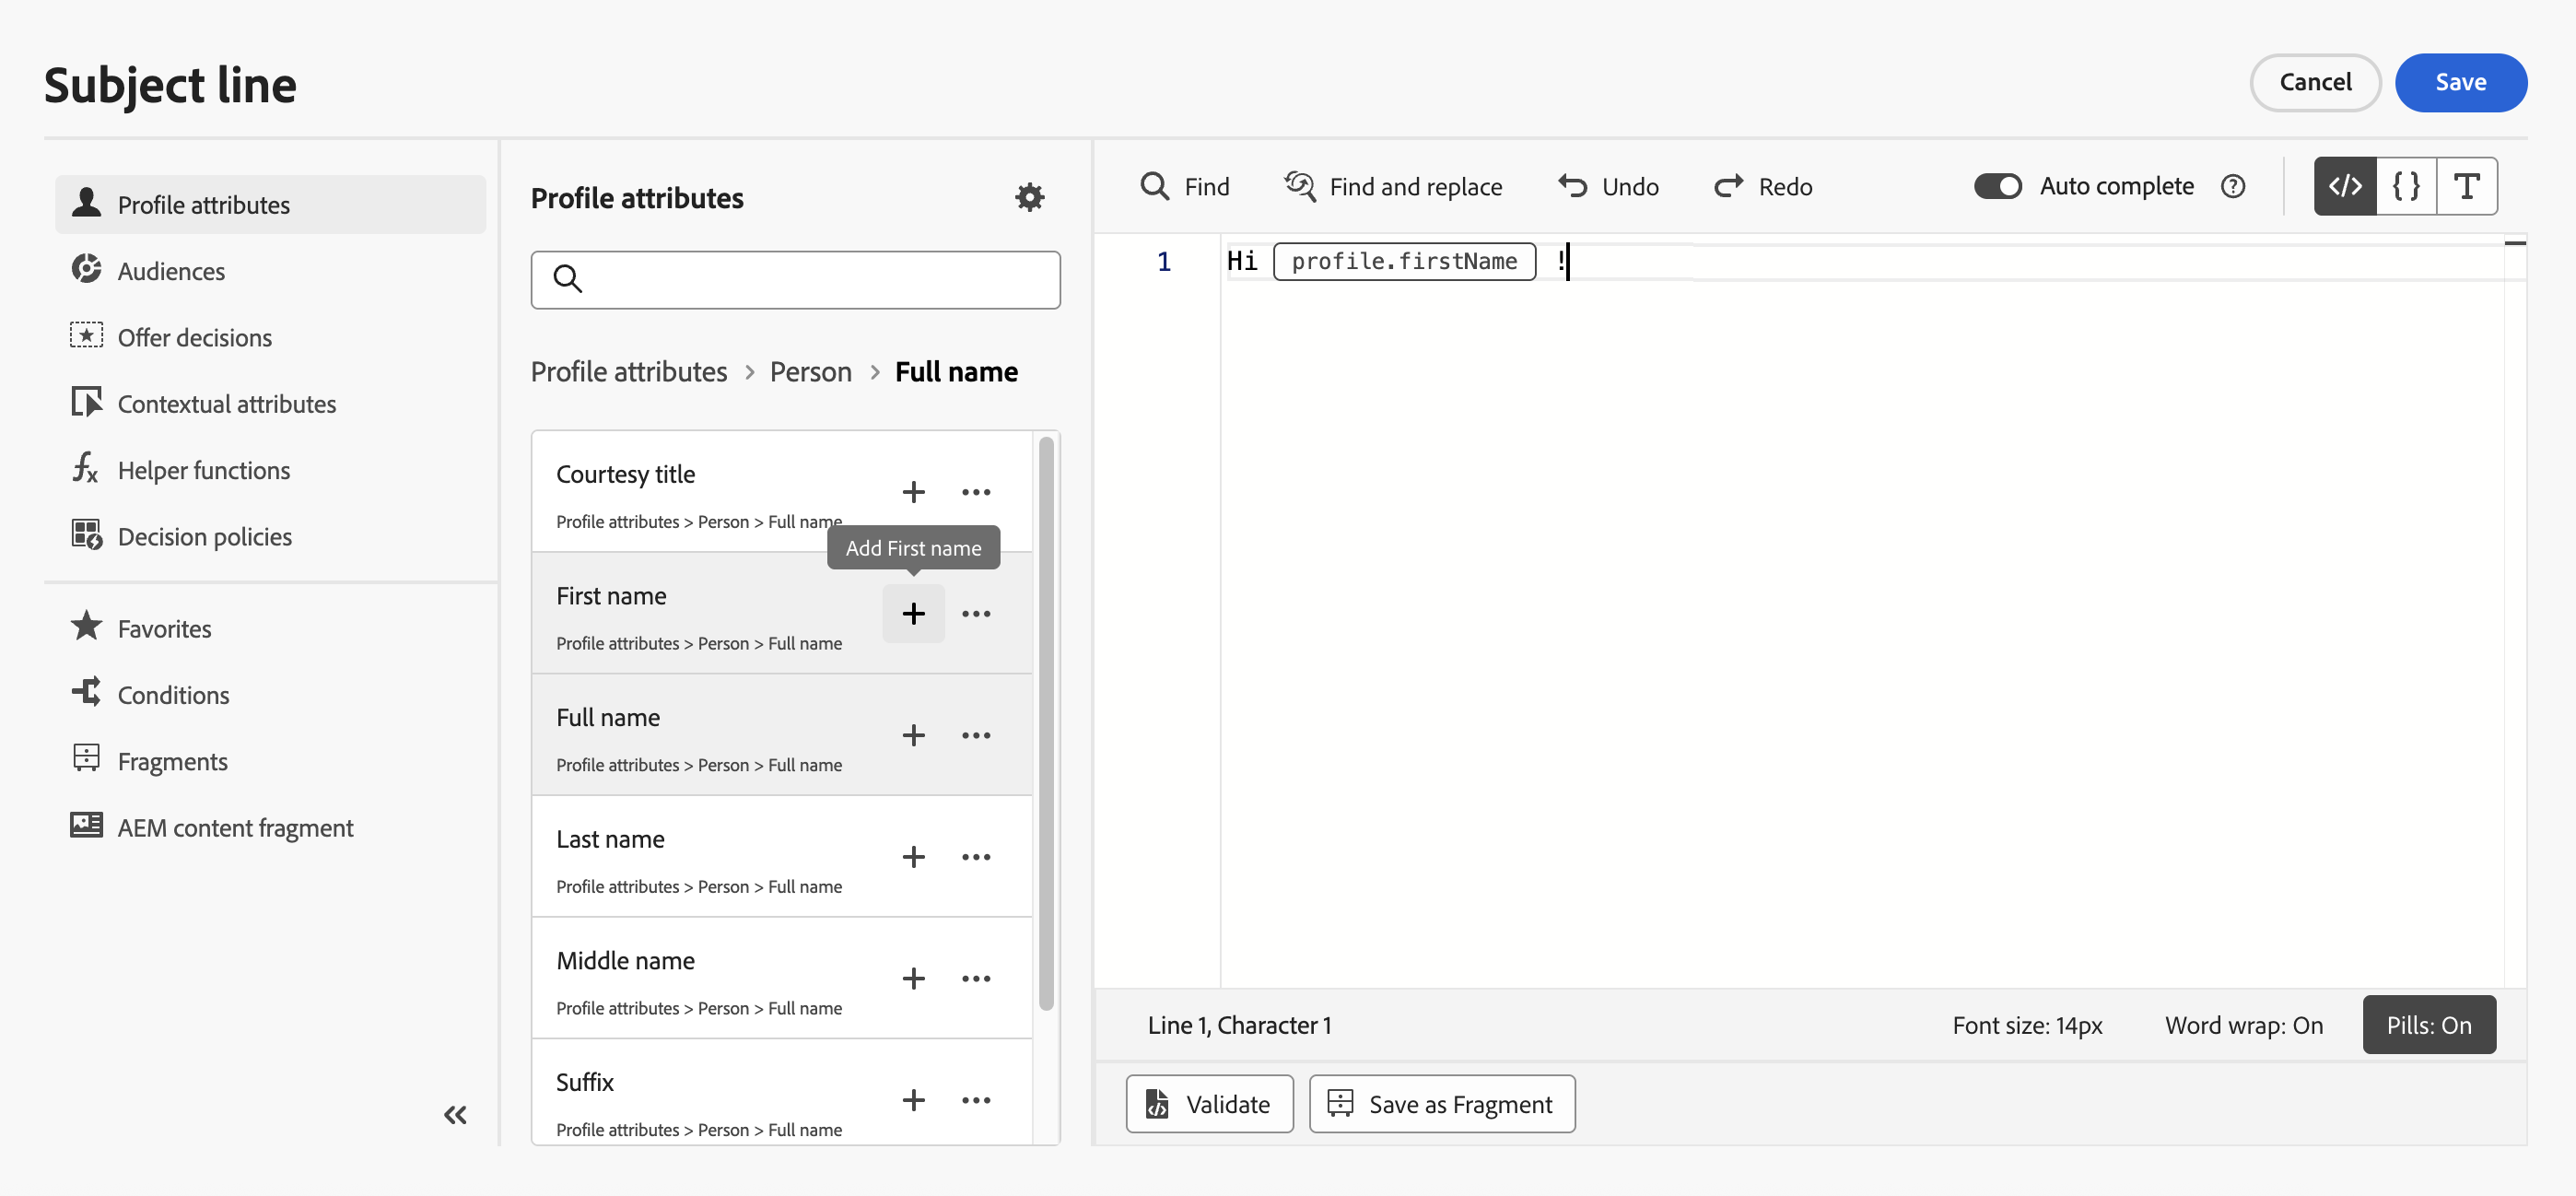 Subject line
Cancel
Save
Profile attributes
Audiences
Offer decisions
Contextual attributes
Helper functions
Decision policies
Favorites
Conditions
Fragments
AEM content fragment
Profile attributes
Profile attributes > Person > Full name
Courtesy title
Profile attributes > Person > Full name
Add First name
First name
Profile attributes > Person > Full name
Full name
Profile attributes > Person > Full name
Last name
Profile attributes > Person > Full name
Middle name
Profile attributes > Person > Full name
Suffix
Profile attributes > Person > Full name
Find
Find and replace
Undo
Redo
Auto complete
1 Hi profile.firstName !
Line 1, Character 1
Font size: 14px
Word wrap: On
Pills: On
Validate
Save as Fragment